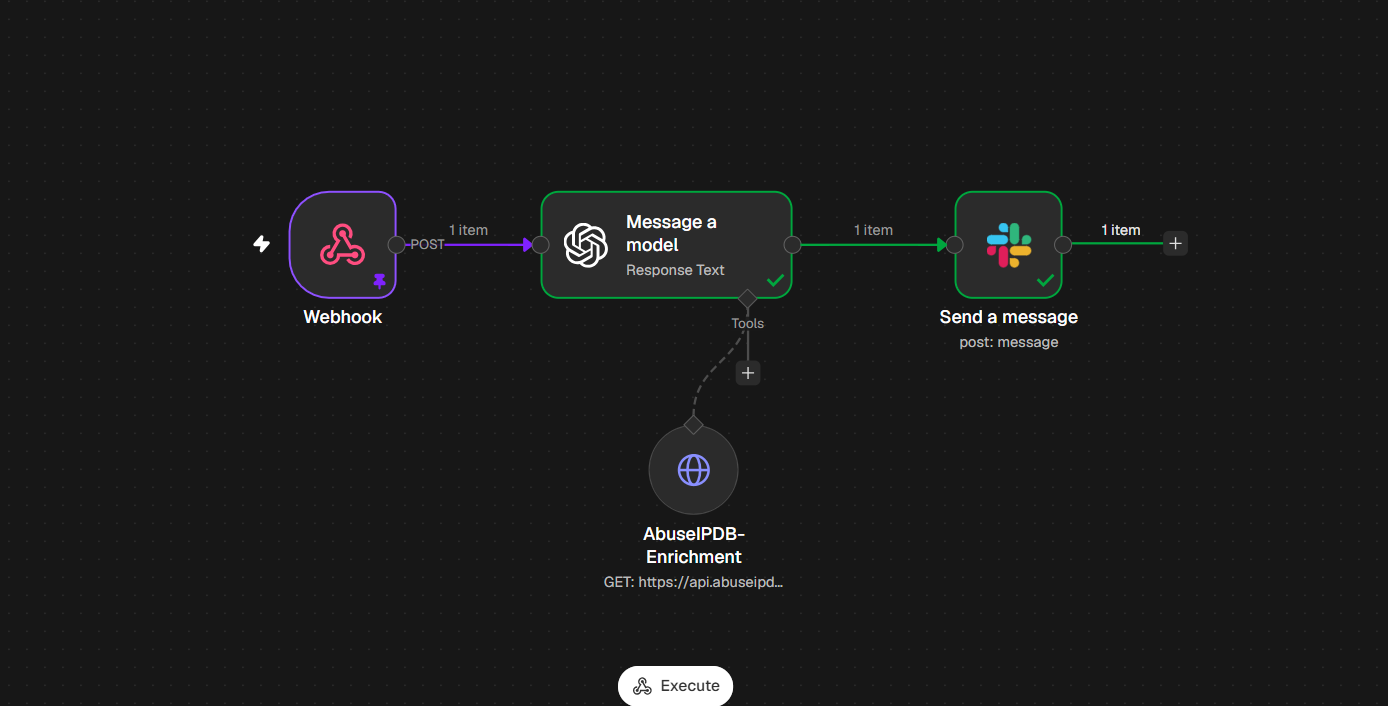 POST
1 item
Message a
model
Response Text
1 item
1 item
Webhook
Send a message
post: message
Tools
AbuseIPDB-
Enrichment
GET: https://api.abuseipd...
Execute